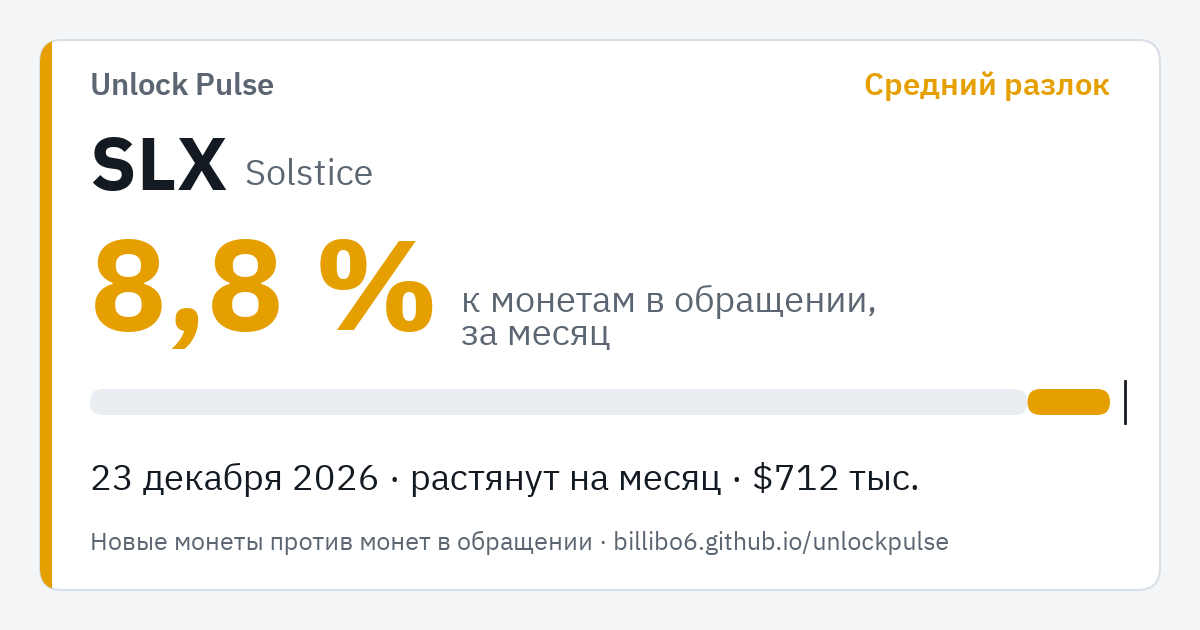 Unlock Pulse
Средний разлок
SLX Solstice
8,8 % к монетам в обращении,
за месяц
23 декабря 2026 · растянут на месяц · $712 тыс.
Новые монеты против монет в обращении · billibo6.github.io/unlockpulse